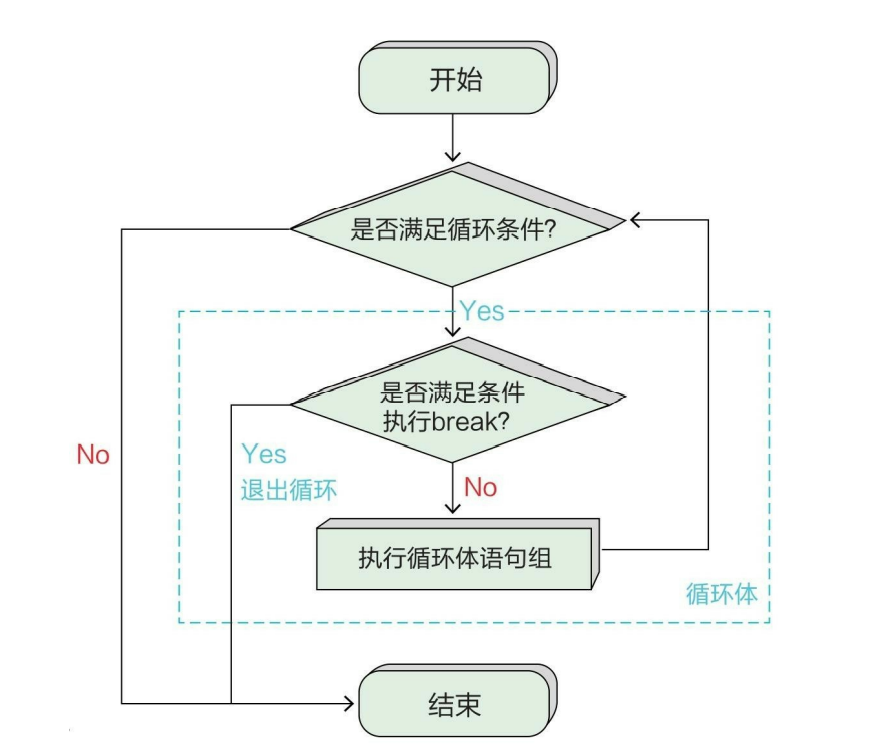 开始
是否满足循环条件?
Yes
是否满足条件
执行break?
No
Yes
退出循环
No
执行循环体语句组
循环体
结束